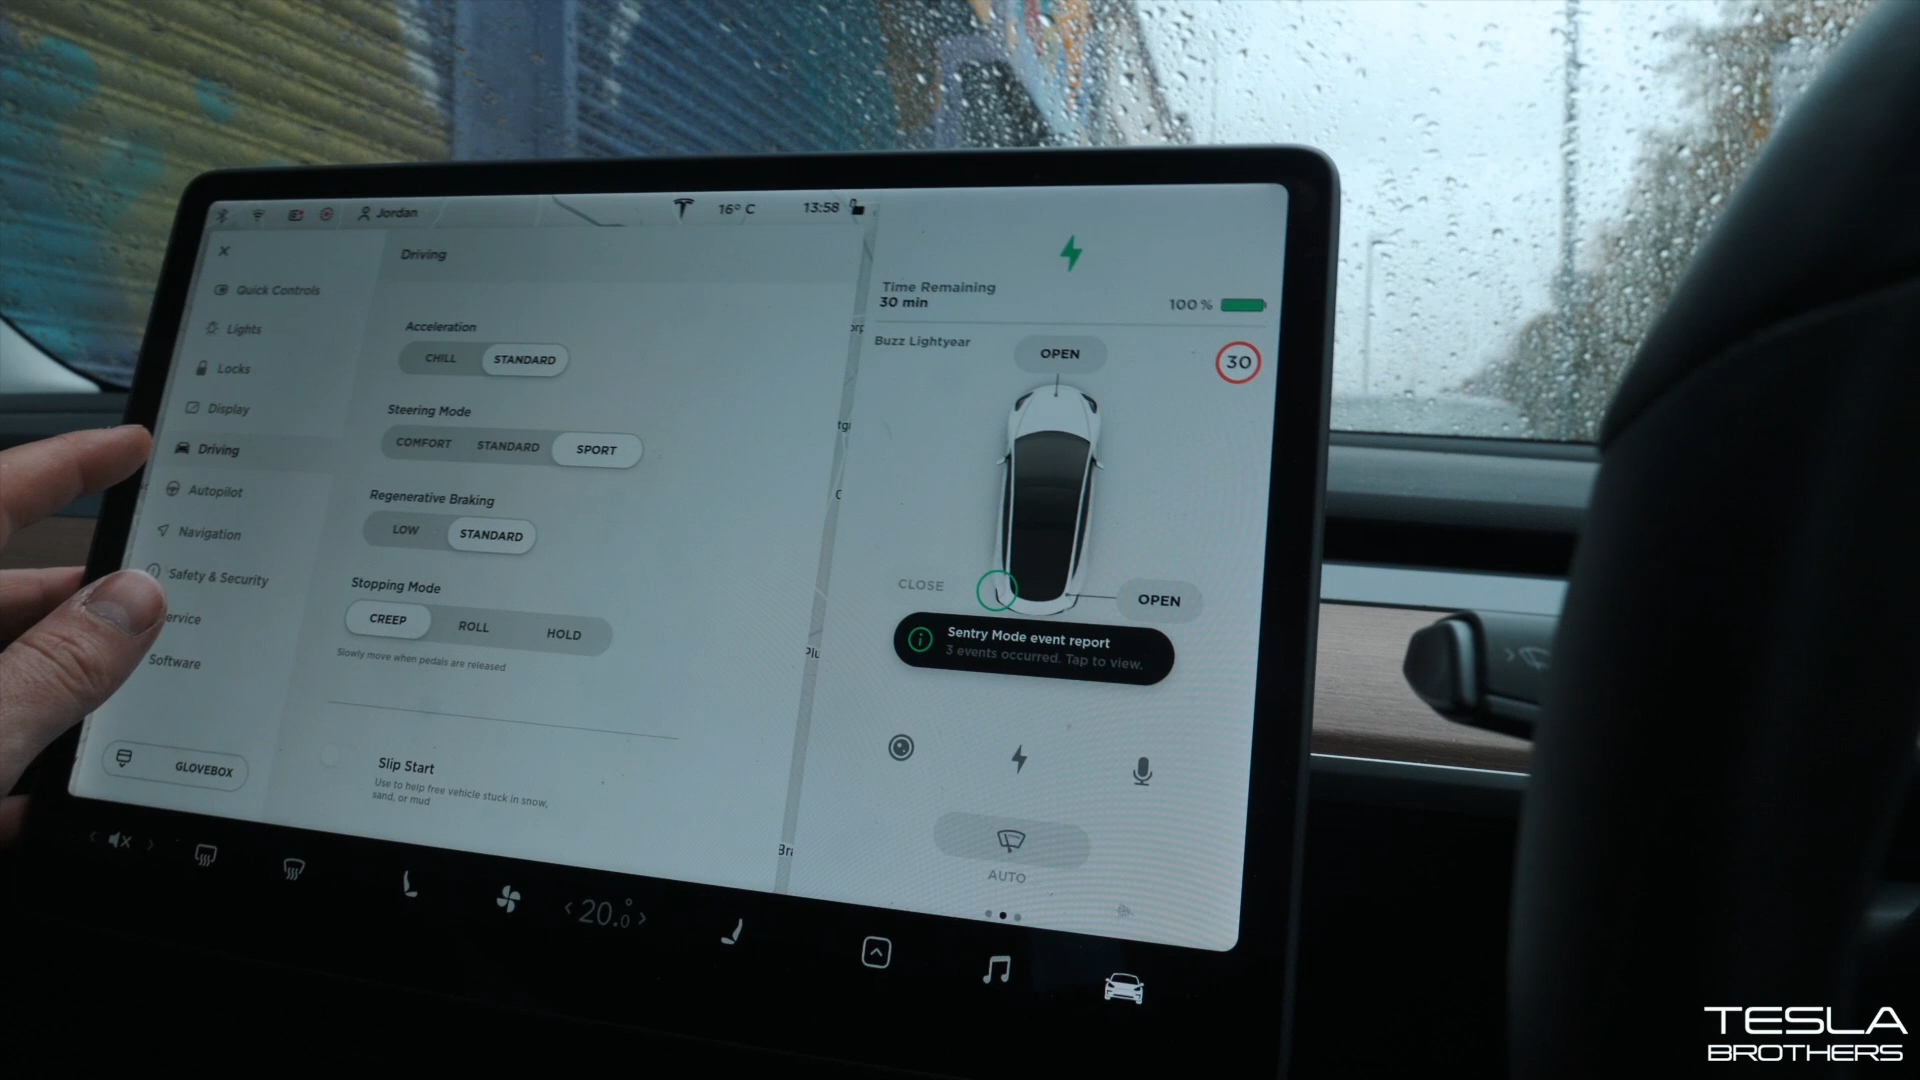 Jordan
16° C
13:58
Driving
Quick Controls
Lights
Locks
Display
Driving
Autopilot
Navigation
Safety & Security
Software
GLOVEBOX
Acceleration
CHILL STANDARD
Steering Mode
COMFORT STANDARD SPORT
Regenerative Braking
LOW STANDARD
Stopping Mode
CREEP ROLL HOLD
Slowly move when pedals are released
Slip Start
Use to help free vehicle stuck in snow,
sand, or mud
Time Remaining
30 min
100 %
Buzz Lightyear
OPEN
30
CLOSE
OPEN
Sentry Mode event report
3 events occurred. Tap to view.
AUTO
20.0°
TESLA
BROTHERS